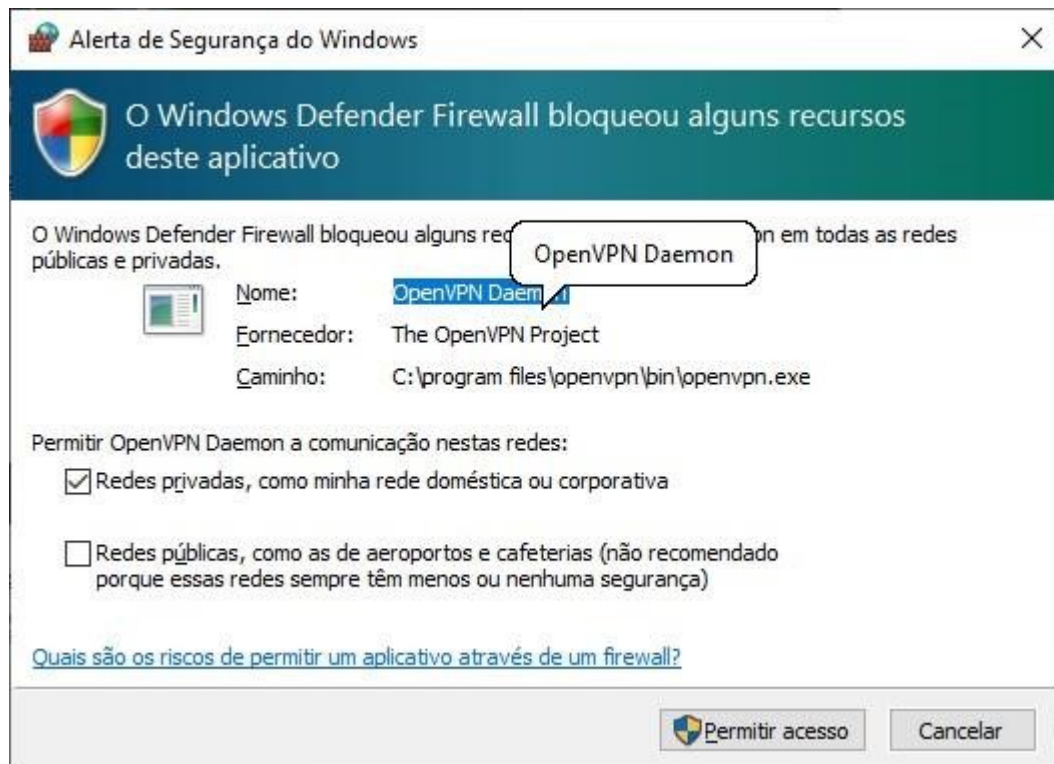 Alerta de Segurança do Windows
O Windows Defender Firewall bloqueou alguns recursos
deste aplicativo
O Windows Defender Firewall bloqueou alguns em todas as redes
públicas e privadas.
OpenVPN Daemon
Nome: OpenVPN Daemon
Fornecedor: The OpenVPN Project
Caminho: C:\program files\openvpn\bin\openvpn.exe
Permitir OpenVPN Daemon a comunicação nestas redes:
Redes privadas, como minha rede doméstica ou corporativa
Redes públicas, como as de aeroportos e cafeterias (não recomendado
porque essas redes sempre têm menos ou nenhuma segurança)
Quais são os riscos de permitir um aplicativo através de um firewall?
Permitir acesso Cancelar